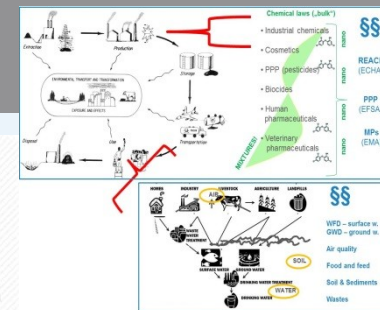 Chemical laws („bulk")
• Industrial chemicals
• Cosmetics
• PPP (pesticides)
• Biocides
• Human
pharmaceuticals
• Veterinary
pharmaceuticals
MIXTURES!
nano
nano
nano
nano
§§
REACH
(ECHA
PPP
(EFSA
MPs
(EMA
Extraction
Production
Storage
Transportation
Use
Disposal
ENVIRONMENTAL TRANSPORT AND TRANSFORMATION
EXPOSURE AND EFFECTS
HOMES
INDUSTRY
LIVESTOCK
AGRICULTURE
LANDFILLS
AIR
WASTE
WATER
TREATMENT
SURFACE WATER
GROUND WATER
SOIL
DRINKING WATER TREATMENT
WATER
DRINKING WATER
§§
WFD – surface w.
GWD – ground w.
Air quality
Food and feed
Soil & Sediments
Wastes